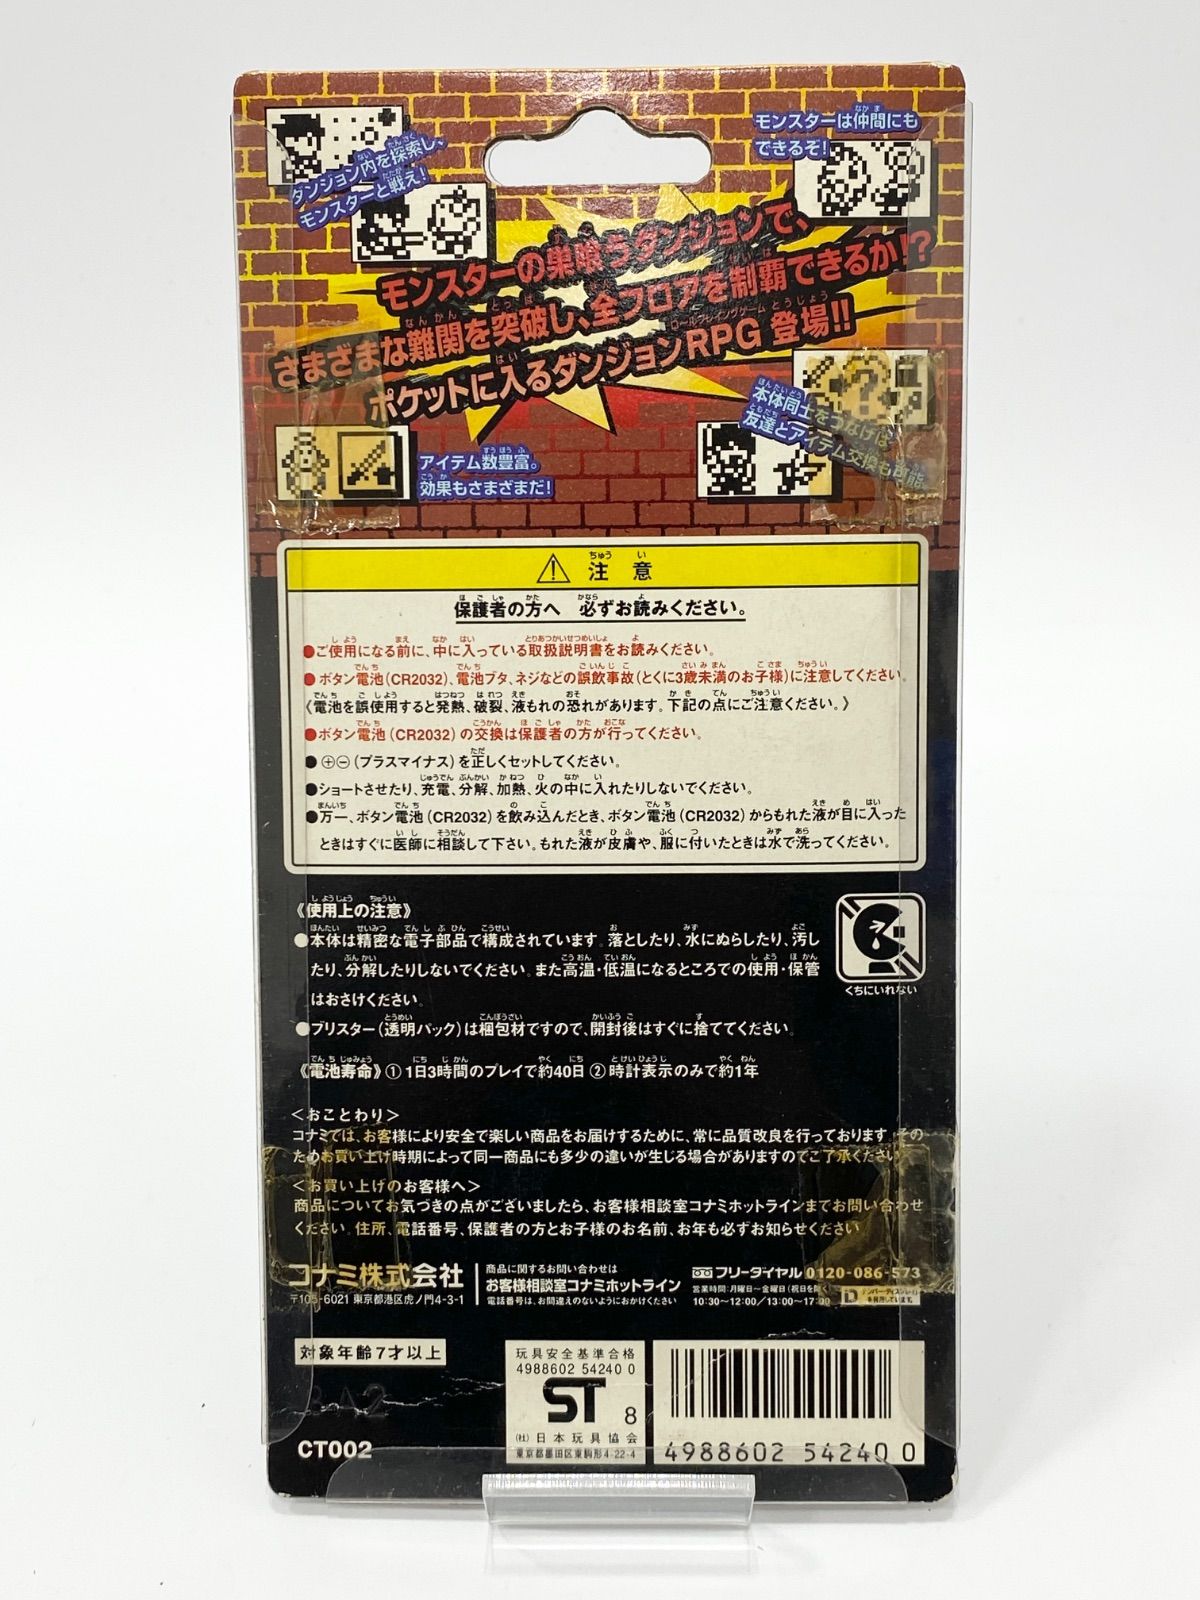 ダンジョン内を探索し、
モンスターと戦え!
モンスターは仲間にも
できるぞ!
モンスターの巣喰うダンジョンで、
さまざまな難関を突破し、全フロアを制覇できるか!?
ポケットに入るダンジョンRPG 登場!!
アイテム数豊富。
効果もさまざまだ!
本体同士をつなげば
友達とアイテム交換も可能
⚠ 注意
保護者の方へ 必ずお読みください。
●ご使用になる前に、中に入っている取扱説明書をお読みください。
●ボタン電池(CR2032)、電池ブタ、ネジなどの誤飲事故(とくに3歳未満のお子様)に注意してください。
《電池を誤使用すると発熱、破裂、液もれの恐れがあります。下記の点にご注意ください。》
●ボタン電池(CR2032)の交換は保護者の方が行ってください。
●⊕⊖(プラスマイナス)を正しくセットしてください。
●ショートさせたり、充電、分解、加熱、火の中に入れたりしないでください。
●万一、ボタン電池(CR2032)を飲み込んだとき、ボタン電池(CR2032)からもれた液が目に入った
ときはすぐに医師に相談して下さい。もれた液が皮膚や、服に付いたときは水で洗ってください。
《使用上の注意》
●本体は精密な電子部品で構成されています。落としたり、水にぬらしたり、汚し
たり、分解したりしないでください。また高温・低温になるところでの使用・保管
はおさけください。
くちにいれない
●ブリスター(透明パック)は梱包材ですので、開封後はすぐに捨ててください。
《電池寿命》① 1日3時間のプレイで約40日 ② 時計表示のみで約1年
<おことわり>
コナミでは、お客様により安全で楽しい商品をお届けするために、常に品質改良を行っております。その
ためお買い上げ時期によって同一商品にも多少の違いが生じる場合がありますのでご了承ください。
<お買い上げのお客様へ>
商品についてお気づきの点がございましたら、お客様相談室コナミホットラインまでお問い合わせ
ください。住所、電話番号、保護者の方とお子様のお名前、お年も必ずお知らせください
コナミ株式会社
〒105-6021 東京都港区虎ノ門4-3-1
商品に関するお問い合わせは
お客様相談室コナミホットライン
電話番号は、お間違えのないようにおかけください
フリーダイヤル 0120-086-573
営業時間:月曜日〜金曜日(祝日を除
10:30〜12:00/13:00〜17:00
ナンバー・ディスプレイ
を利用しています。
対象年齢7才以上
CT002
玩具安全基準合格
4988602 54240 0
ST 8
(社)日本玩具協会
東京都墨田区東駒形4-22-4
4988602 542400